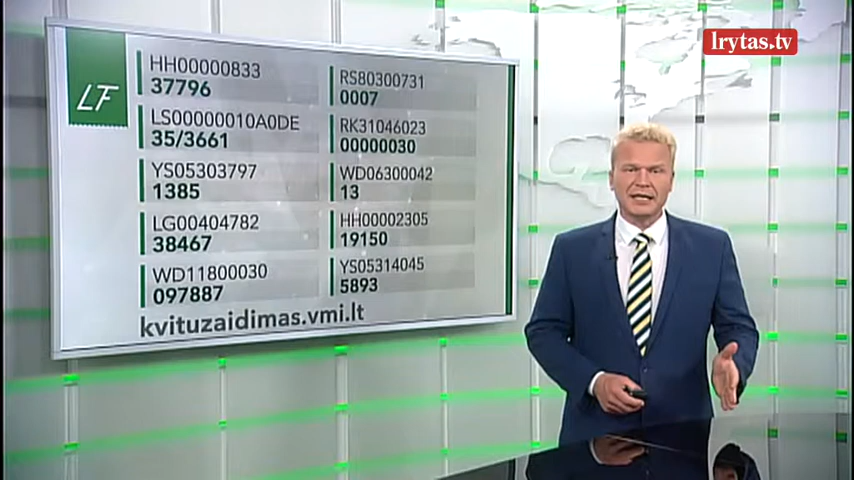 lrytas.tv
LF
HH00000833
37796
LS00000010A0DE
35/3661
YS05303797
1385
LG00404782
38467
WD11800030
097887
RS80300731
0007
RK31046023
00000030
WD06300042
13
HH00002305
19150
YS05314045
5893
kvituzaidimas.vmi.lt